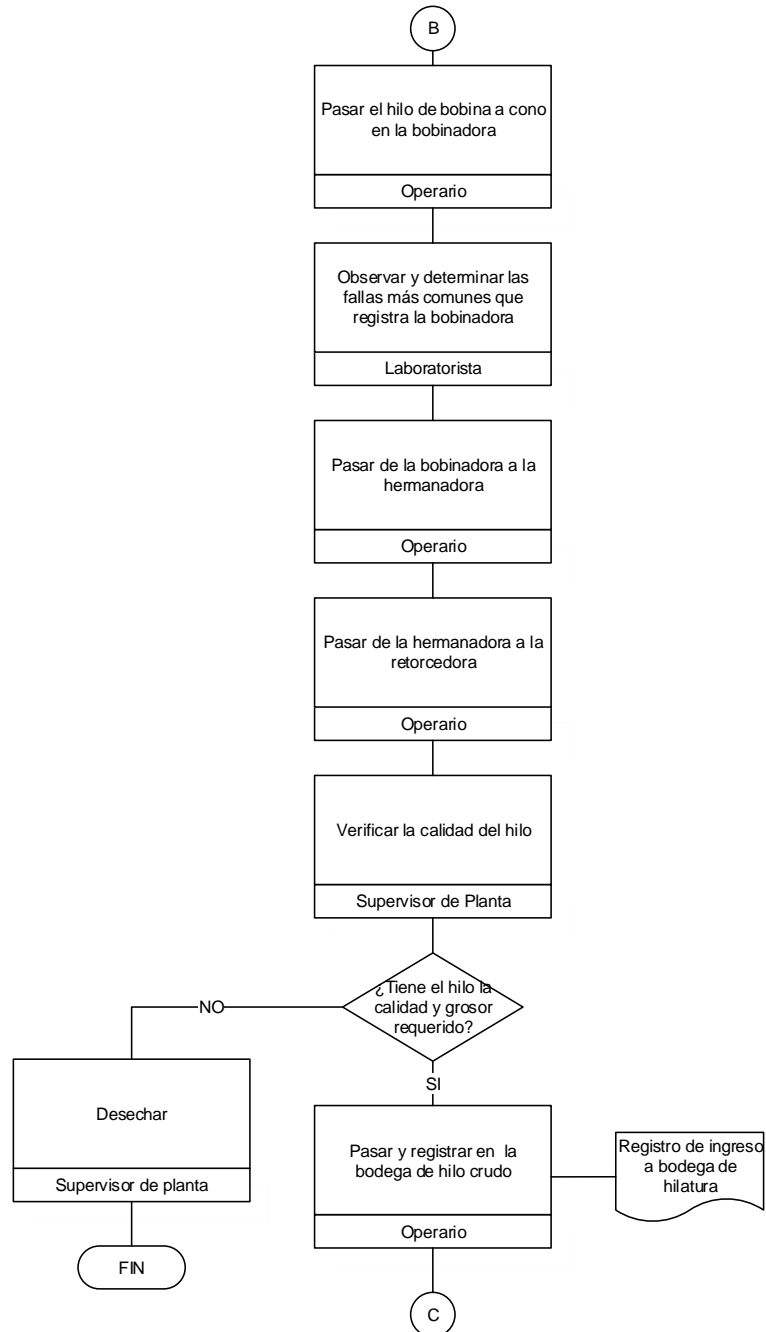 B
Pasar el hilo de bobina a cono
en la bobinadora
Operario
Observar y determinar las
fallas más comunes que
registra la bobinadora
Laboratorista
Pasar de la bobinadora a la
hermanadora
Operario
Pasar de la hermanadora a la
retorcedora
Operario
Verificar la calidad del hilo
Supervisor de Planta
¿Tiene el hilo la
calidad y grosor
requerido?
NO
SI
Desechar
Supervisor de planta
FIN
Pasar y registrar en la
bodega de hilo crudo
Operario
Registro de ingreso
a bodega de
hilatura
C